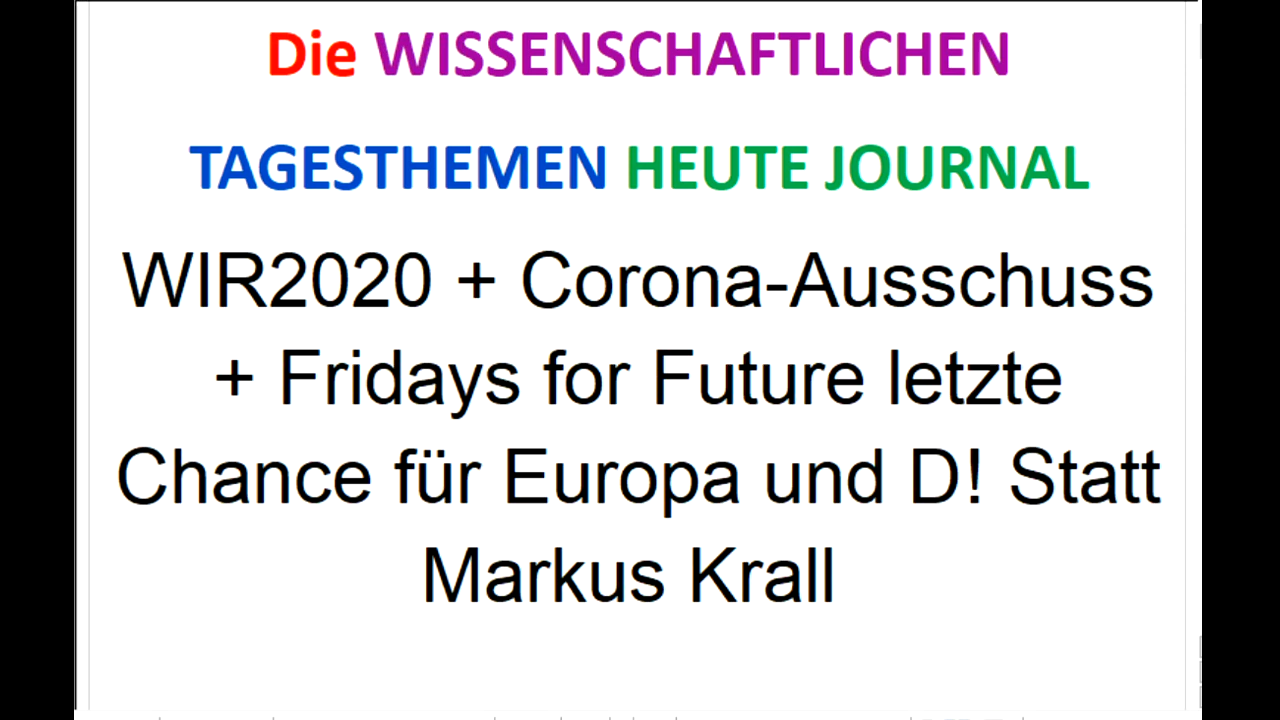 Die WISSENSCHAFTLICHEN
TAGESTHEMEN HEUTE JOURNAL
WIR2020 + Corona-Ausschuss
+ Fridays for Future letzte
Chance für Europa und D! Statt
Markus Krall